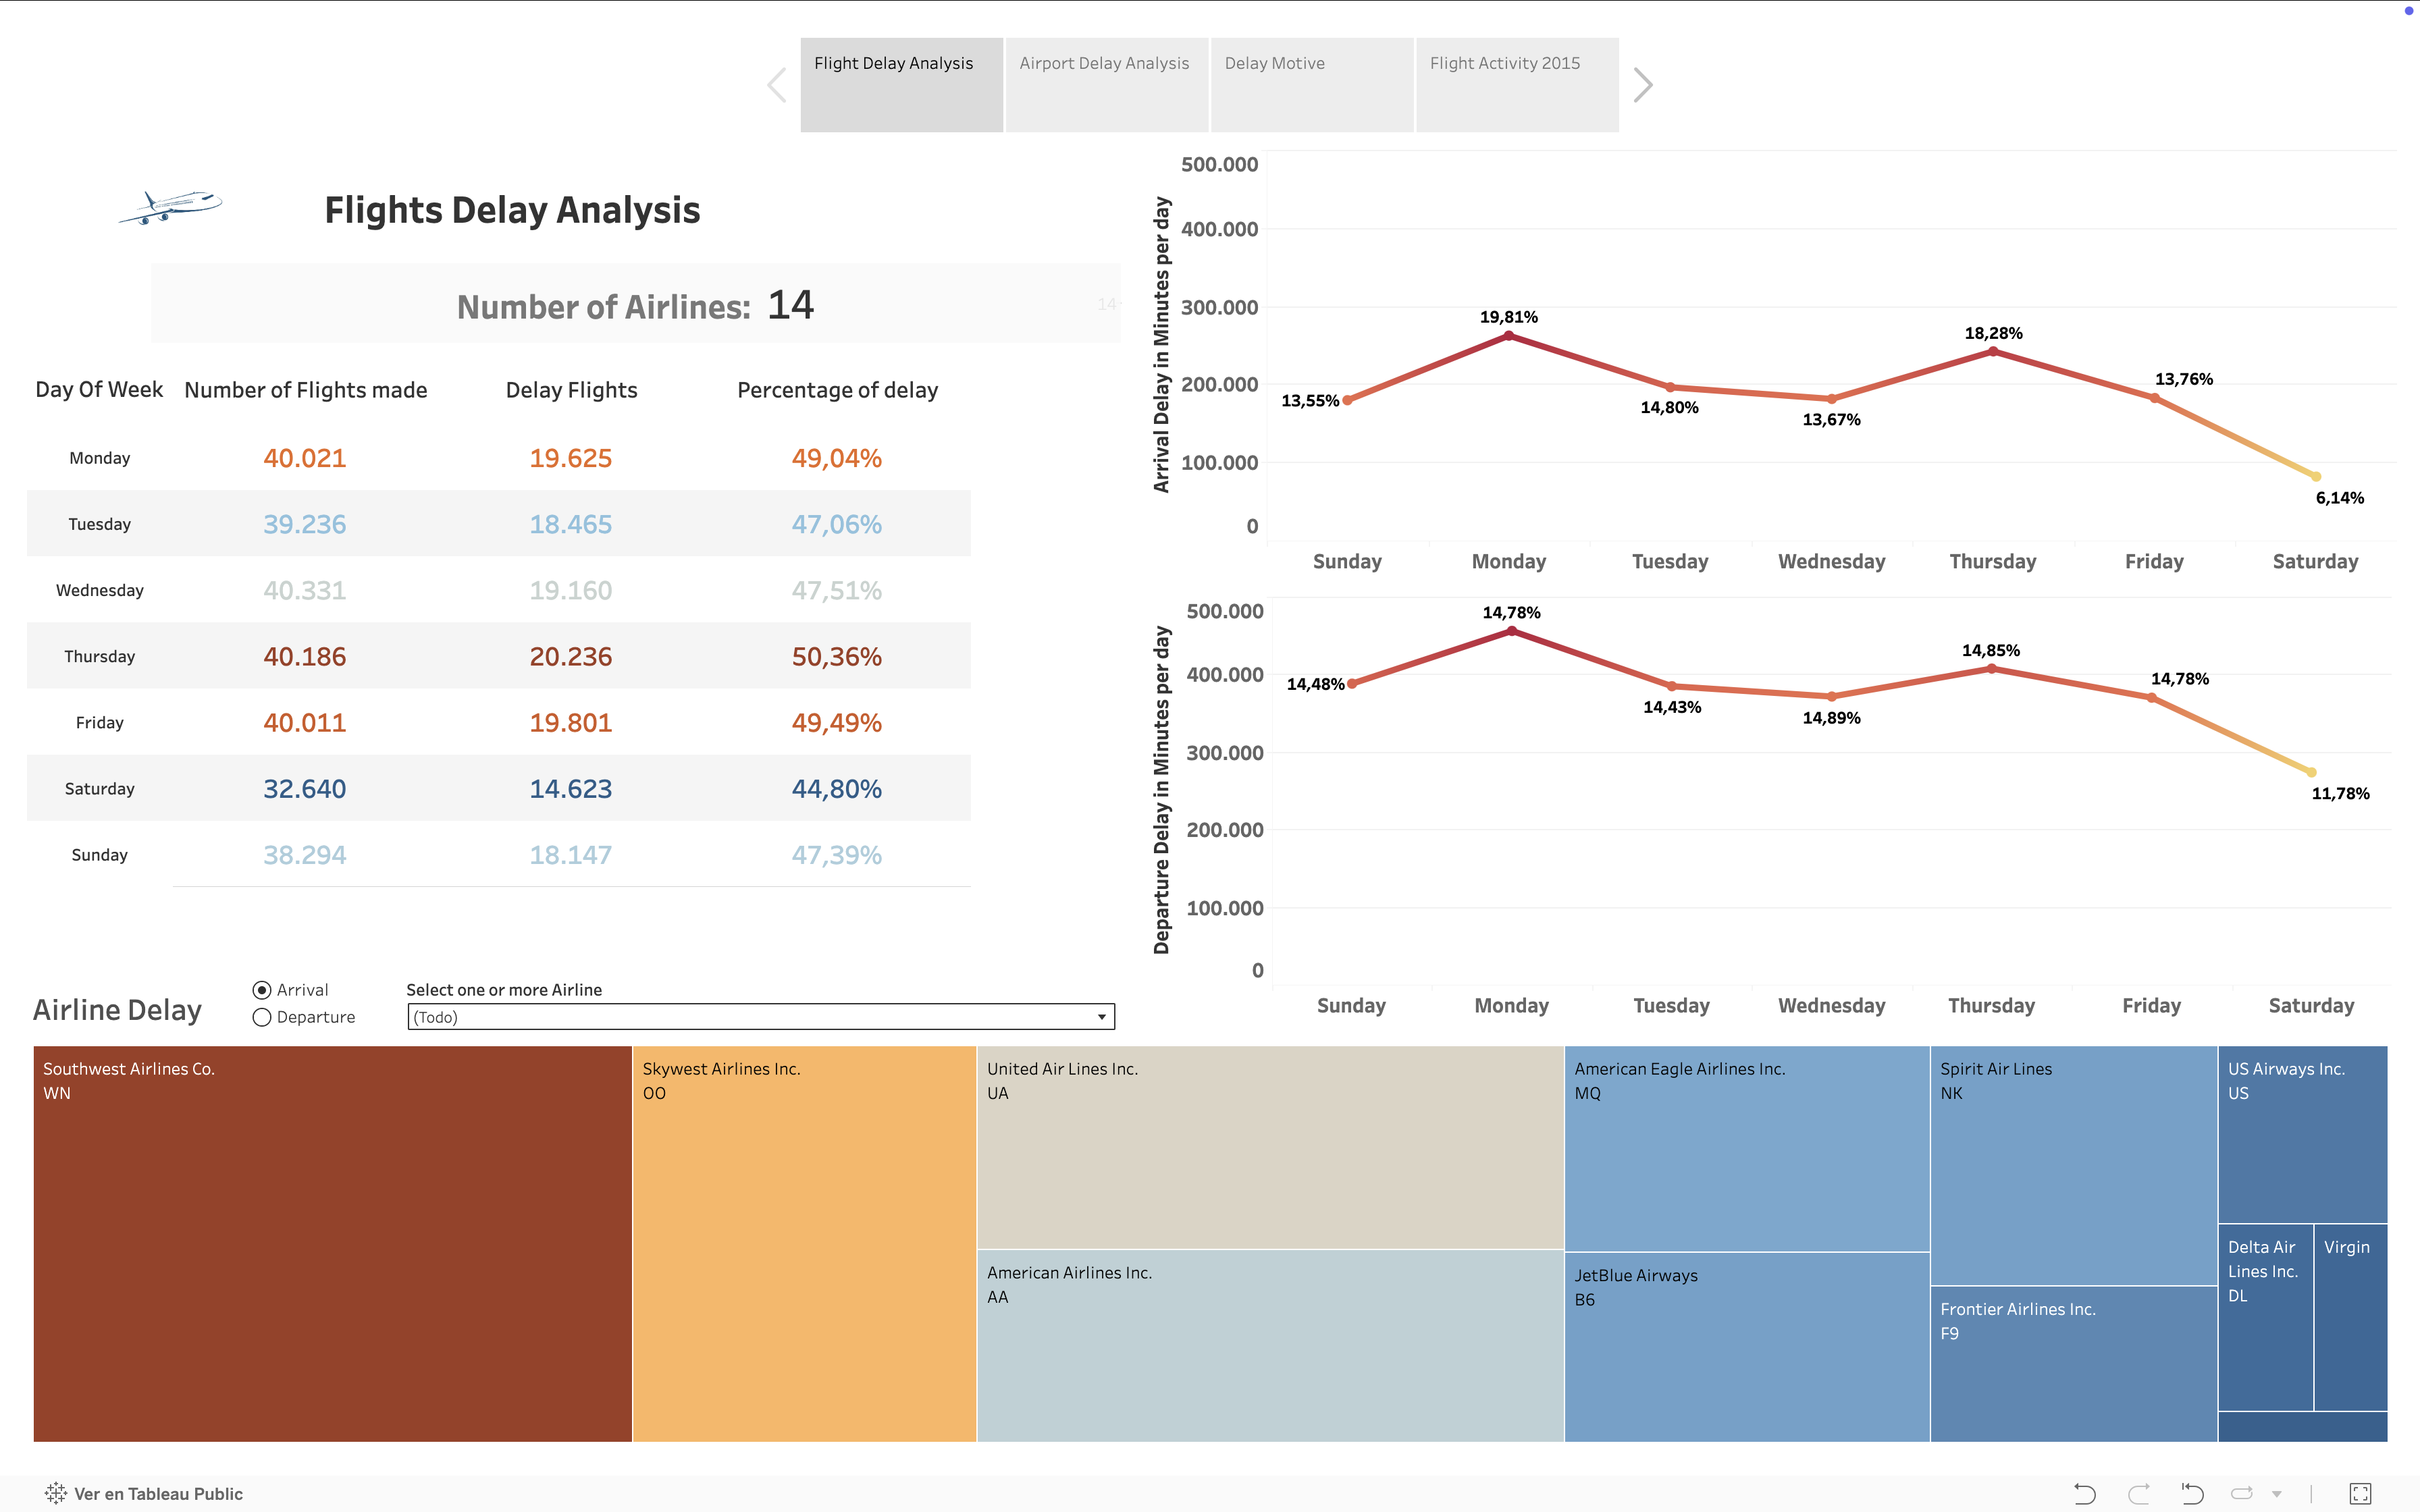 Flight Delay Analysis
Airport Delay Analysis
Delay Motive
Flight Activity 2015
Flights Delay Analysis
Number of Airlines: 14
Day Of Week Number of Flights made Delay Flights Percentage of delay
Monday 40.021 19.625 49,04%
Tuesday 39.236 18.465 47,06%
Wednesday 40.331 19.160 47,51%
Thursday 40.186 20.236 50,36%
Friday 40.011 19.801 49,49%
Saturday 32.640 14.623 44,80%
Sunday 38.294 18.147 47,39%
Arrival Delay in Minutes per day
500.000
400.000
300.000
200.000
100.000
0
13,55%
19,81%
14,80%
13,67%
18,28%
13,76%
6,14%
Sunday Monday Tuesday Wednesday Thursday Friday Saturday
Departure Delay in Minutes per day
500.000
400.000
300.000
200.000
100.000
0
14,48%
14,78%
14,43%
14,89%
14,85%
14,78%
11,78%
Sunday Monday Tuesday Wednesday Thursday Friday Saturday
Airline Delay
Arrival
Departure
Select one or more Airline
(Todo)
Southwest Airlines Co.
WN
Skywest Airlines Inc.
OO
United Air Lines Inc.
UA
American Airlines Inc.
AA
American Eagle Airlines Inc.
MQ
JetBlue Airways
B6
Spirit Air Lines
NK
Frontier Airlines Inc.
F9
US Airways Inc.
US
Delta Air
Lines Inc.
DL
Virgin
Ver en Tableau Public